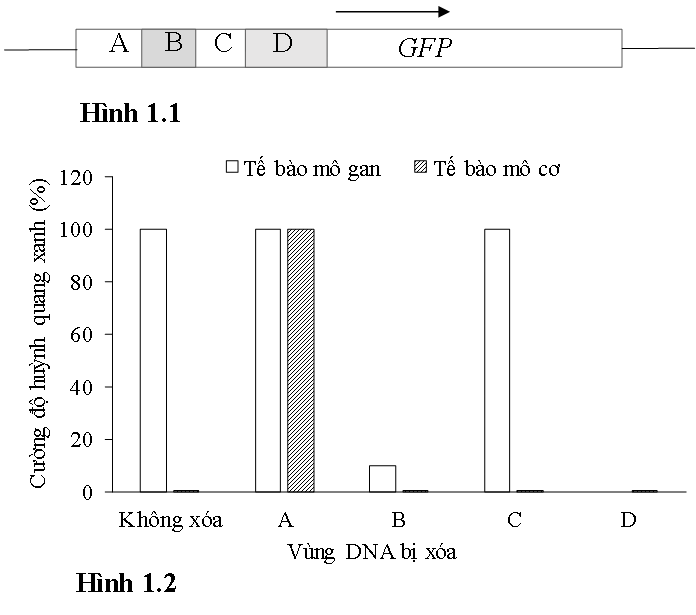 A B C D GFP
Hình 1.1
Tế bào mô gan Tế bào mô cơ
Cường độ huỳnh quang xanh (%)
120
100
80
60
40
20
0
Không xóa A B C D
Vùng DNA bị xóa
Hình 1.2